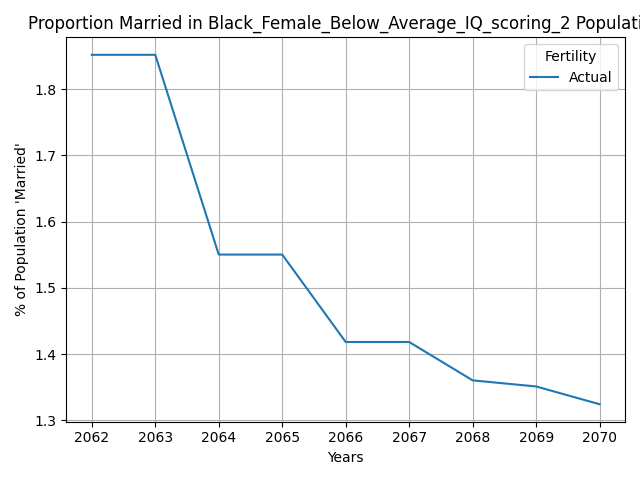 Proportion Married in Black_Female_Below_Average_IQ_scoring_2 Populati
Fertility
Actual
% of Population 'Married'
1.8
1.7
1.6
1.5
1.4
1.3
2062 2063 2064 2065 2066 2067 2068 2069 2070
Years